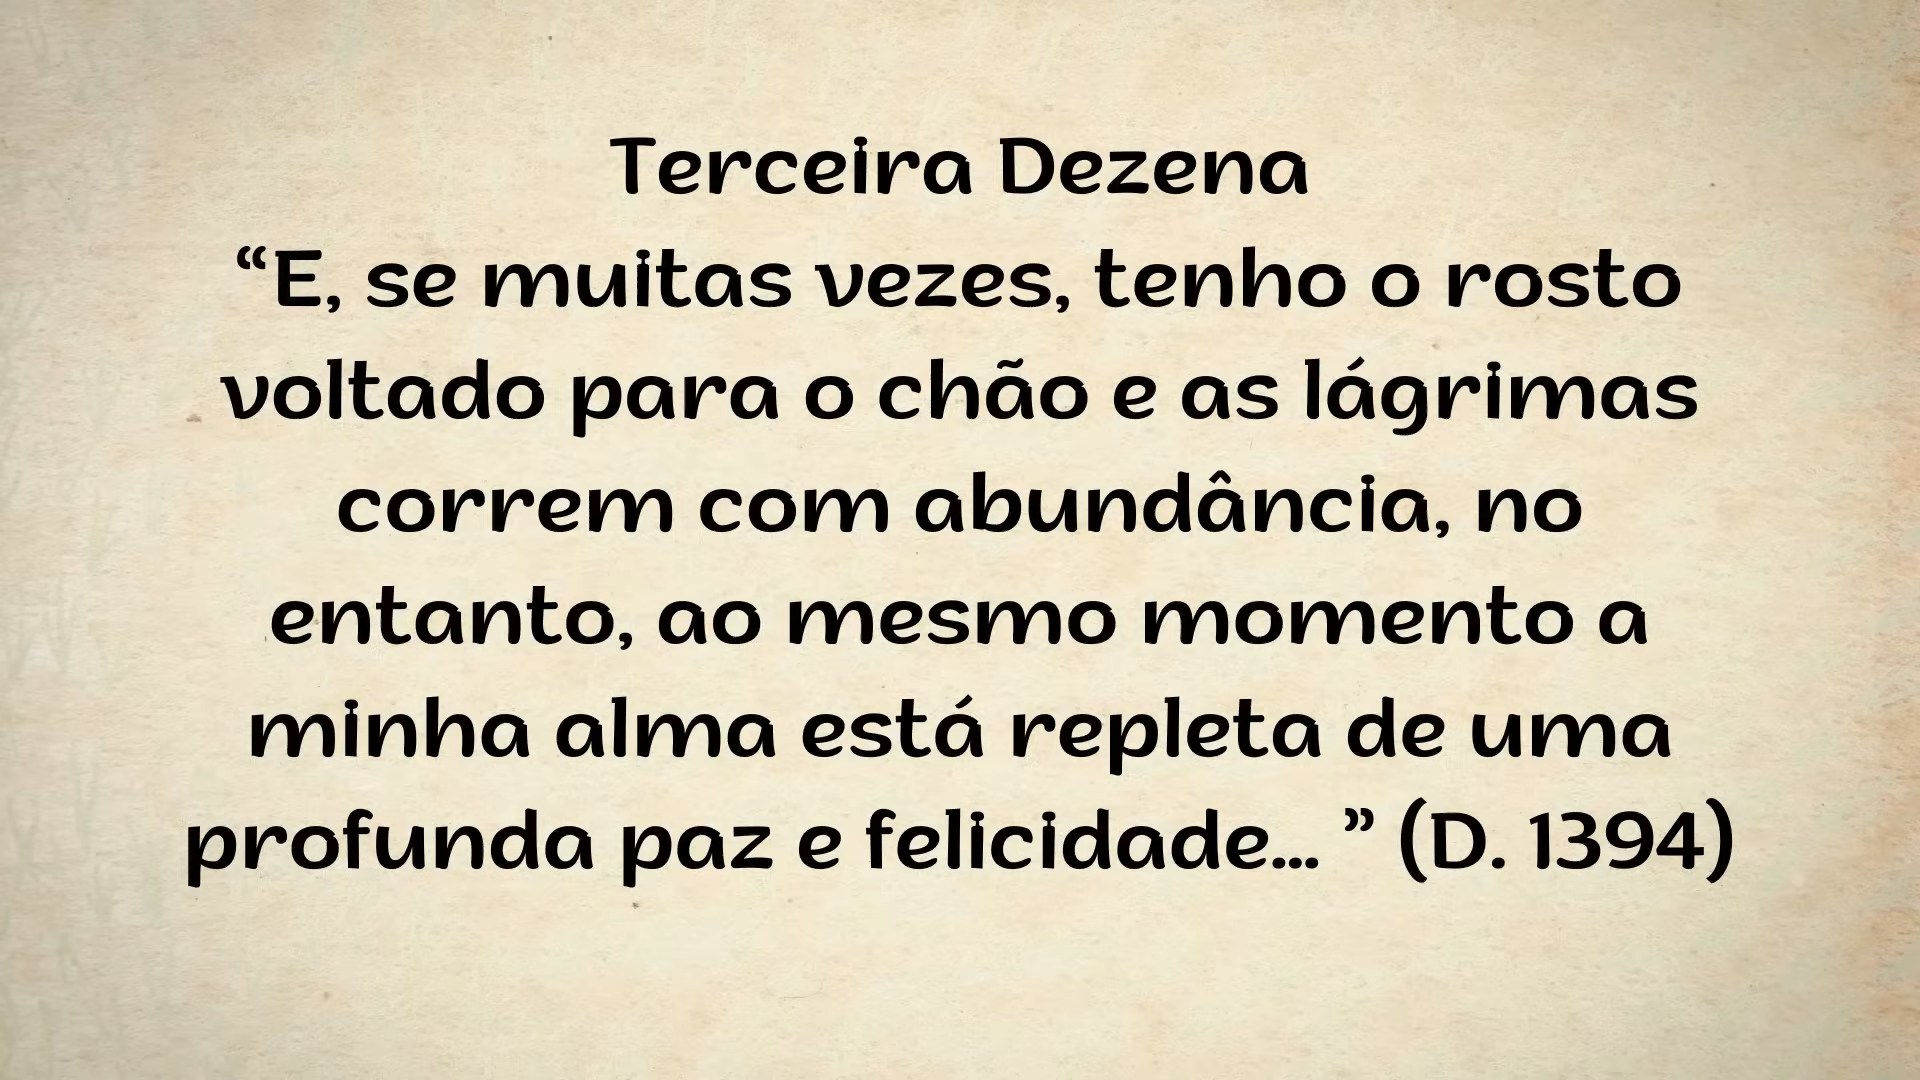 Terceira Dezena
“E, se muitas vezes, tenho o rosto
voltado para o chão e as lágrimas
correm com abundância, no
entanto, ao mesmo momento a
minha alma está repleta de uma
profunda paz e felicidade... ” (D. 1394)